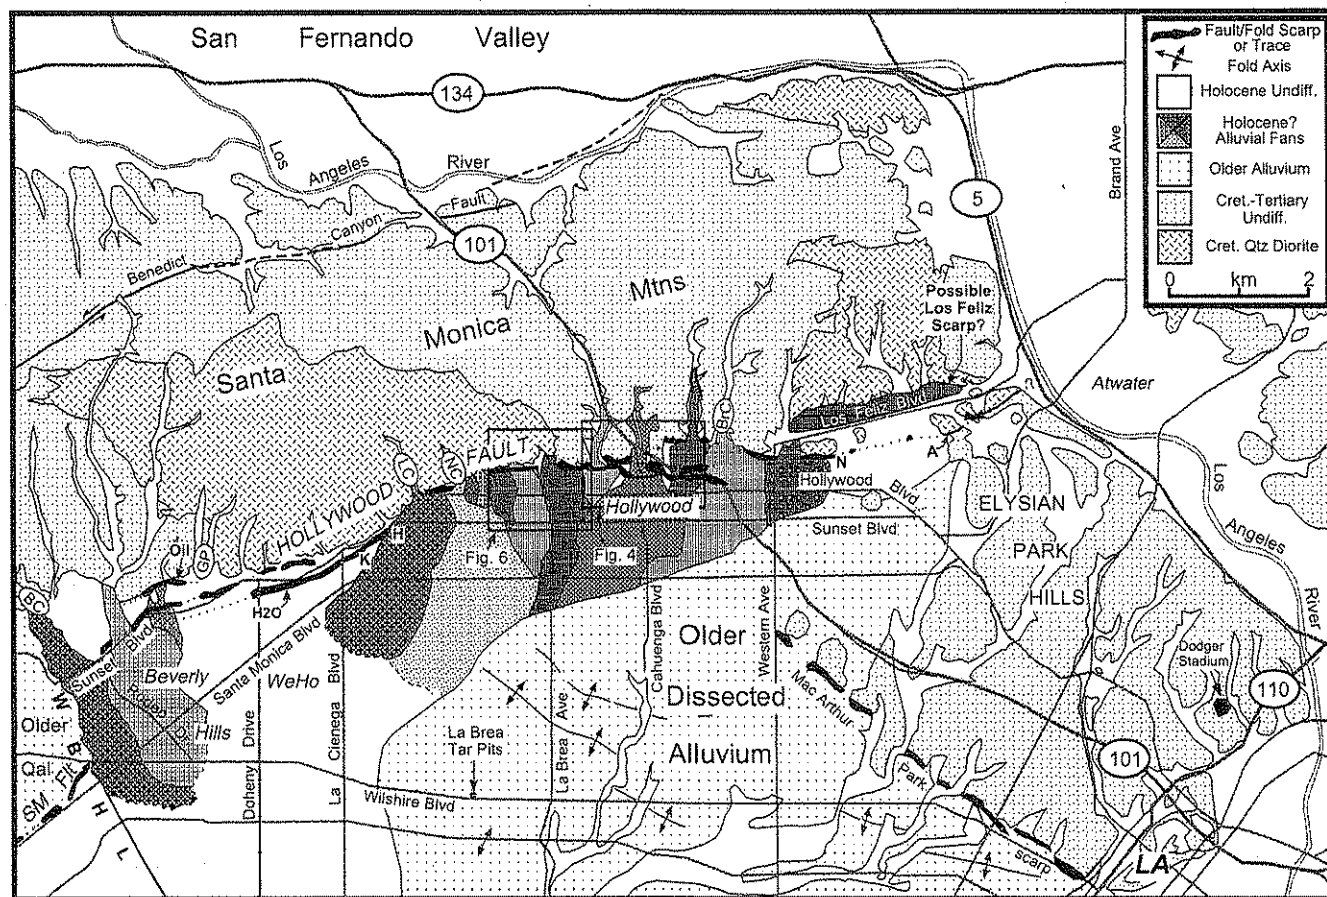 San Fernando Valley
Fault/Fold Scarp
or Trace
Fold Axis
Holocene Undiff.
Holocene?
Alluvial Fans
Older Alluvium
Cret.-Tertiary
Undiff.
Cret. Qtz Diorite
0 km 2
134
Los Angeles River
Brand Ave
5
Benedict Canyon Fault
101
Santa Monica Mtns
Possible
Los Feliz
Scarp?
Atwater
Los Feliz Blvd
BC
HOLLYWOOD FAULT
LC
NC
N
A
Hollywood Blvd
Hollywood
Sunset Blvd
ELYSIAN
PARK
HILLS
Los Angeles River
Oil
H
K
Fig. 6
Fig. 4
H2O
BC
Sunset Blvd
Santa Monica Blvd
Beverly
Hills
WeHo
Doheny Drive
La Cienega Blvd
La Brea Ave
Cahuenga Blvd
Western Ave
Older
Dissected
Alluvium
Mac Arthur Park scarp
Dodger
Stadium
110
101
LA
La Brea
Tar Pits
Wilshire Blvd
Older
Qal.
SM Flt
N
B
H
L